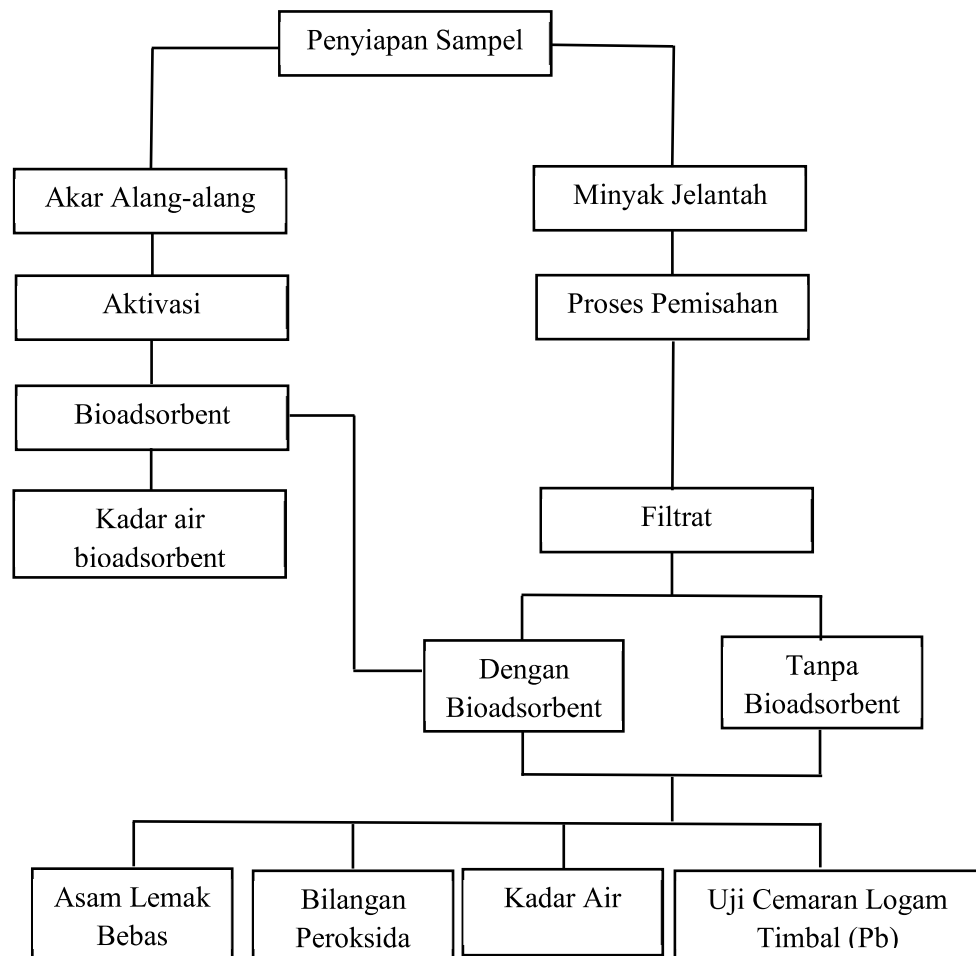 Penyiapan Sampel
Akar Alang-alang
Minyak Jelantah
Aktivasi
Proses Pemisahan
Bioadsorbent
Kadar air
bioadsorbent
Filtrat
Dengan
Bioadsorbent
Tanpa
Bioadsorbent
Asam Lemak
Bebas
Bilangan
Peroksida
Kadar Air
Uji Cemaran Logam
Timbal (Pb)